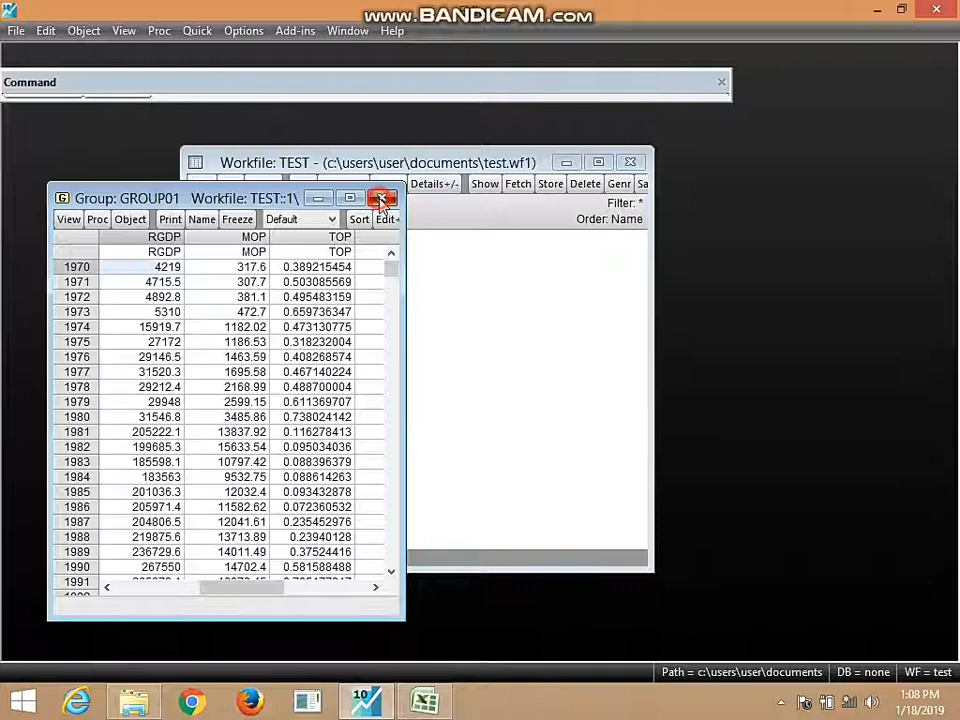 www.BANDICAM.com
File Edit Object View Proc Quick Options Add-ins Window Help
Command
Workfile: TEST - (c:\users\user\documents\test.wf1)
Details+/- Show Fetch Store Delete Genr Sa
Filter: *
Order: Name
Group: GROUP01 Workfile: TEST::1\
View Proc Object Print Name Freeze Default Sort Edit+
RGDP MOP TOP
RGDP MOP TOP
1970 4219 317.6 0.389215454
1971 4715.5 307.7 0.503085569
1972 4892.8 381.1 0.495483159
1973 5310 472.7 0.659736347
1974 15919.7 1182.02 0.473130775
1975 27172 1186.53 0.318232004
1976 29146.5 1463.59 0.408268574
1977 31520.3 1695.58 0.467140224
1978 29212.4 2168.99 0.488700004
1979 29948 2599.15 0.611369707
1980 31546.8 3485.86 0.738024142
1981 205222.1 13837.92 0.116278413
1982 199685.3 15633.54 0.095034036
1983 185598.1 10797.42 0.088396379
1984 183563 9532.75 0.088614263
1985 201036.3 12032.4 0.093432878
1986 205971.4 11582.62 0.072360532
1987 204806.5 12041.61 0.235452976
1988 219875.6 13713.89 0.23940128
1989 236729.6 14011.49 0.37524416
1990 267550 14702.4 0.581588488
1991
Path = c:\users\user\documents DB = none WF = test
10
1:08 PM
1/18/2019